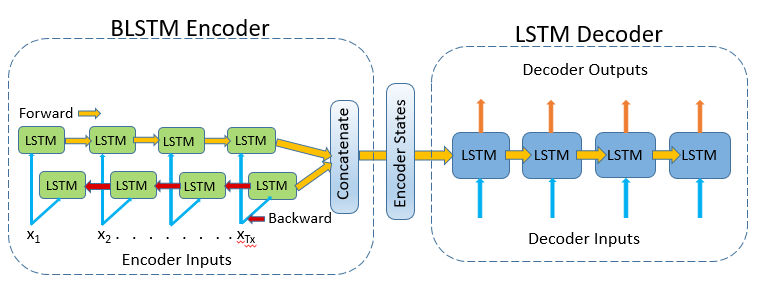 BLSTM Encoder
LSTM Decoder
Decoder Outputs
Forward
LSTM LSTM LSTM LSTM
LSTM LSTM LSTM LSTM
Concatenate
Encoder States
LSTM LSTM LSTM LSTM
Backward
x1 x2 . . . . . . . . xTx
Encoder Inputs
Decoder Inputs